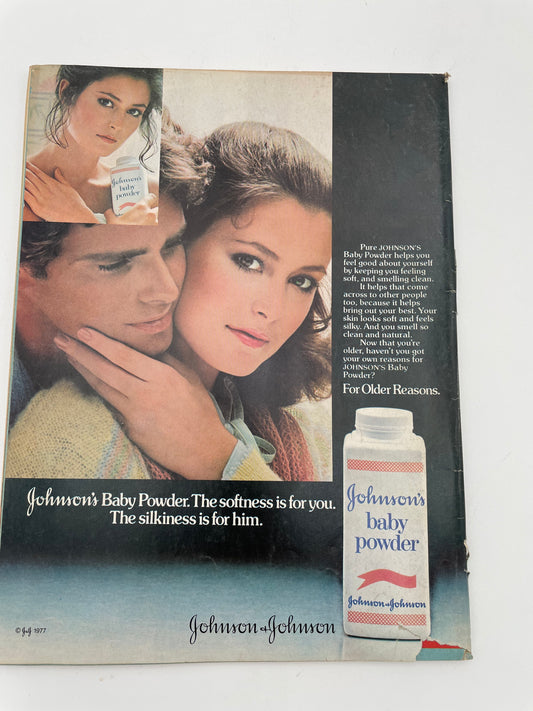 Johnson's
baby
powder
Pure JOHNSON'S
Baby Powder helps you
feel good about yourself
by keeping you feeling
soft, and smelling clean.
It helps that come
across to other people
too, because it helps
bring out your best. Your
skin looks soft and feels
silky. And you smell so
clean and natural.
Now that you're
older, haven't you got
your own reasons for
JOHNSON'S Baby
Powder?
For Older Reasons.
Johnson's Baby Powder. The softness is for you.
The silkiness is for him.
Johnson's
baby
powder
Johnson & Johnson
© J&J 1977
Johnson & Johnson